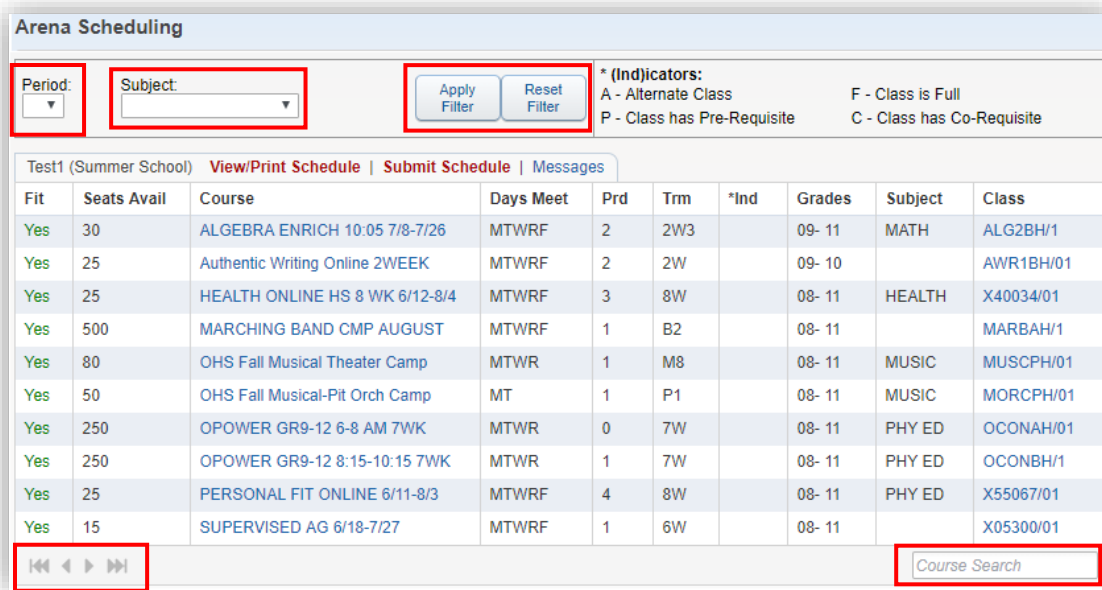 Arena Scheduling
Period: Subject: Apply Filter Reset Filter
* (Ind)icators:
A - Alternate Class F - Class is Full
P - Class has Pre-Requisite C - Class has Co-Requisite
Test1 (Summer School) View/Print Schedule | Submit Schedule | Messages
Fit Seats Avail Course Days Meet Prd Trm *Ind Grades Subject Class
Yes 30 ALGEBRA ENRICH 10:05 7/8-7/26 MTWRF 2 2W3 09- 11 MATH ALG2BH/1
Yes 25 Authentic Writing Online 2WEEK MTWRF 2 2W 09- 10 AWR1BH/01
Yes 25 HEALTH ONLINE HS 8 WK 6/12-8/4 MTWRF 3 8W 08- 11 HEALTH X40034/01
Yes 500 MARCHING BAND CMP AUGUST MTWRF 1 B2 08- 11 MARBAH/1
Yes 80 OHS Fall Musical Theater Camp MTWR 1 M8 08- 11 MUSIC MUSCPH/01
Yes 50 OHS Fall Musical-Pit Orch Camp MT 1 P1 08- 11 MUSIC MORCPH/01
Yes 250 OPOWER GR9-12 6-8 AM 7WK MTWR 0 7W 08- 11 PHY ED OCONAH/01
Yes 250 OPOWER GR9-12 8:15-10:15 7WK MTWR 1 7W 08- 11 PHY ED OCONBH/1
Yes 25 PERSONAL FIT ONLINE 6/11-8/3 MTWRF 4 8W 08- 11 PHY ED X55067/01
Yes 15 SUPERVISED AG 6/18-7/27 MTWRF 1 6W 08- 11 X05300/01
Course Search